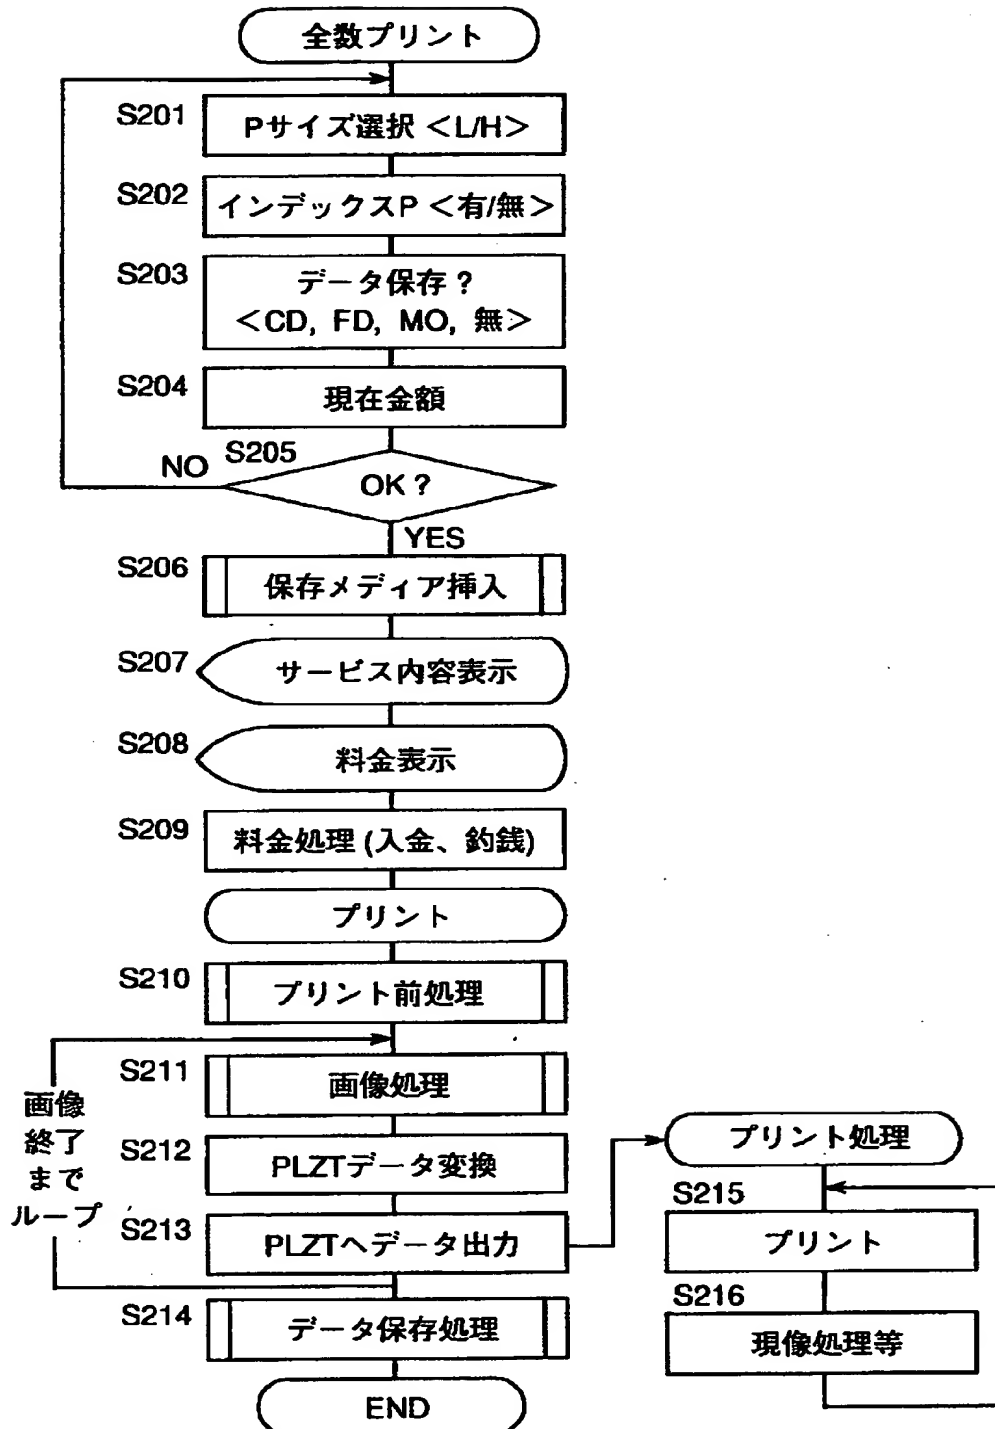 全数プリント
S201
Pサイズ選択 <L/H>
S202
インデックスP <有/無>
S203
データ保存?
<CD, FD, MO, 無>
S204
現在金額
S205
NO
OK?
YES
S206
保存メディア挿入
S207
サービス内容表示
S208
料金表示
S209
料金処理 (入金、釣銭)
プリント
S210
プリント前処理
S211
画像処理
画像
終了
まで
ループ
S212
PLZTデータ変換
S213
PLZTへデータ出力
S214
データ保存処理
END
プリント処理
S215
プリント
S216
現像処理等